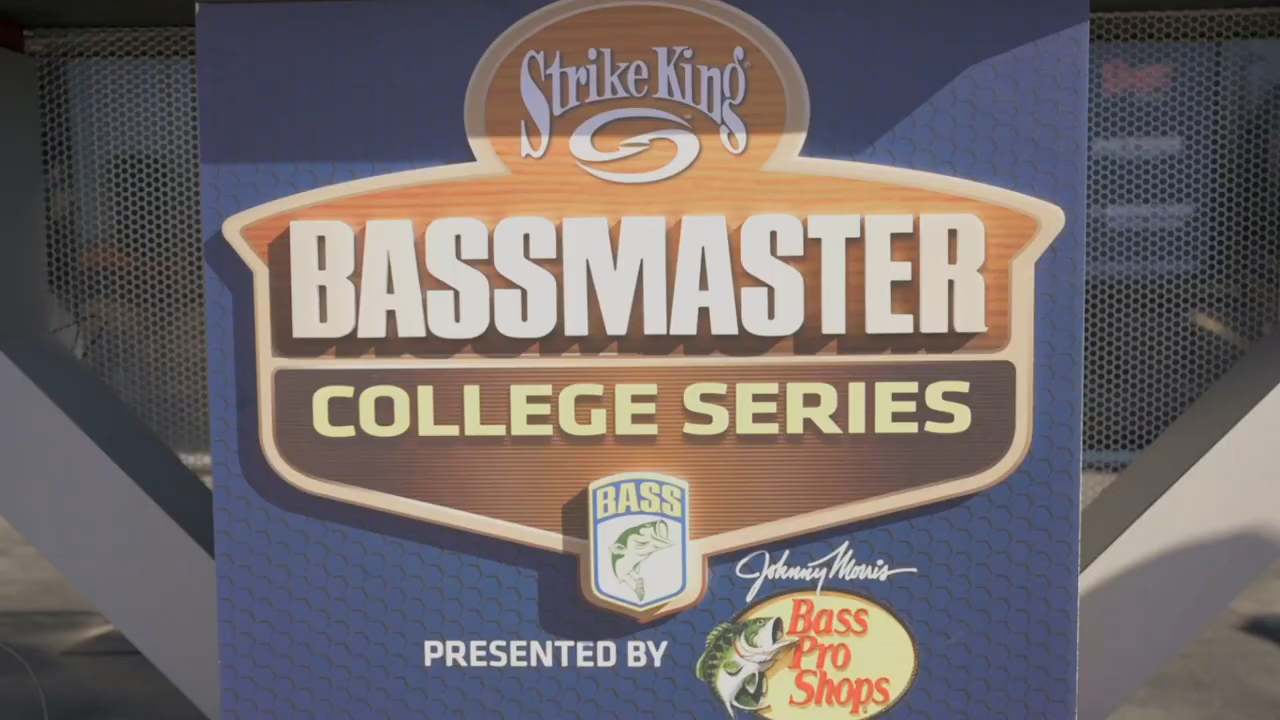 Strike King
BASSMASTER
COLLEGE SERIES
BASS
Johnny Morris
PRESENTED BY
Bass
Pro
Shops